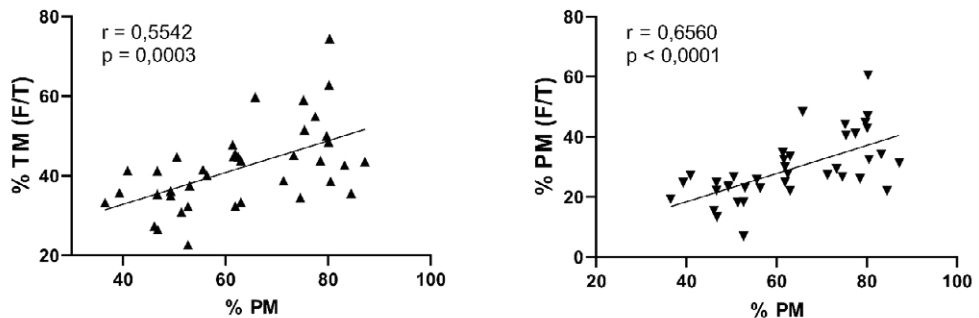 80
60
40
20
% TM (F/T)
r = 0,5542
p = 0,0003
40 60 80 100
% PM
80
60
40
20
0
% PM (F/T)
r = 0,6560
p < 0,0001
20 40 60 80 100
% PM